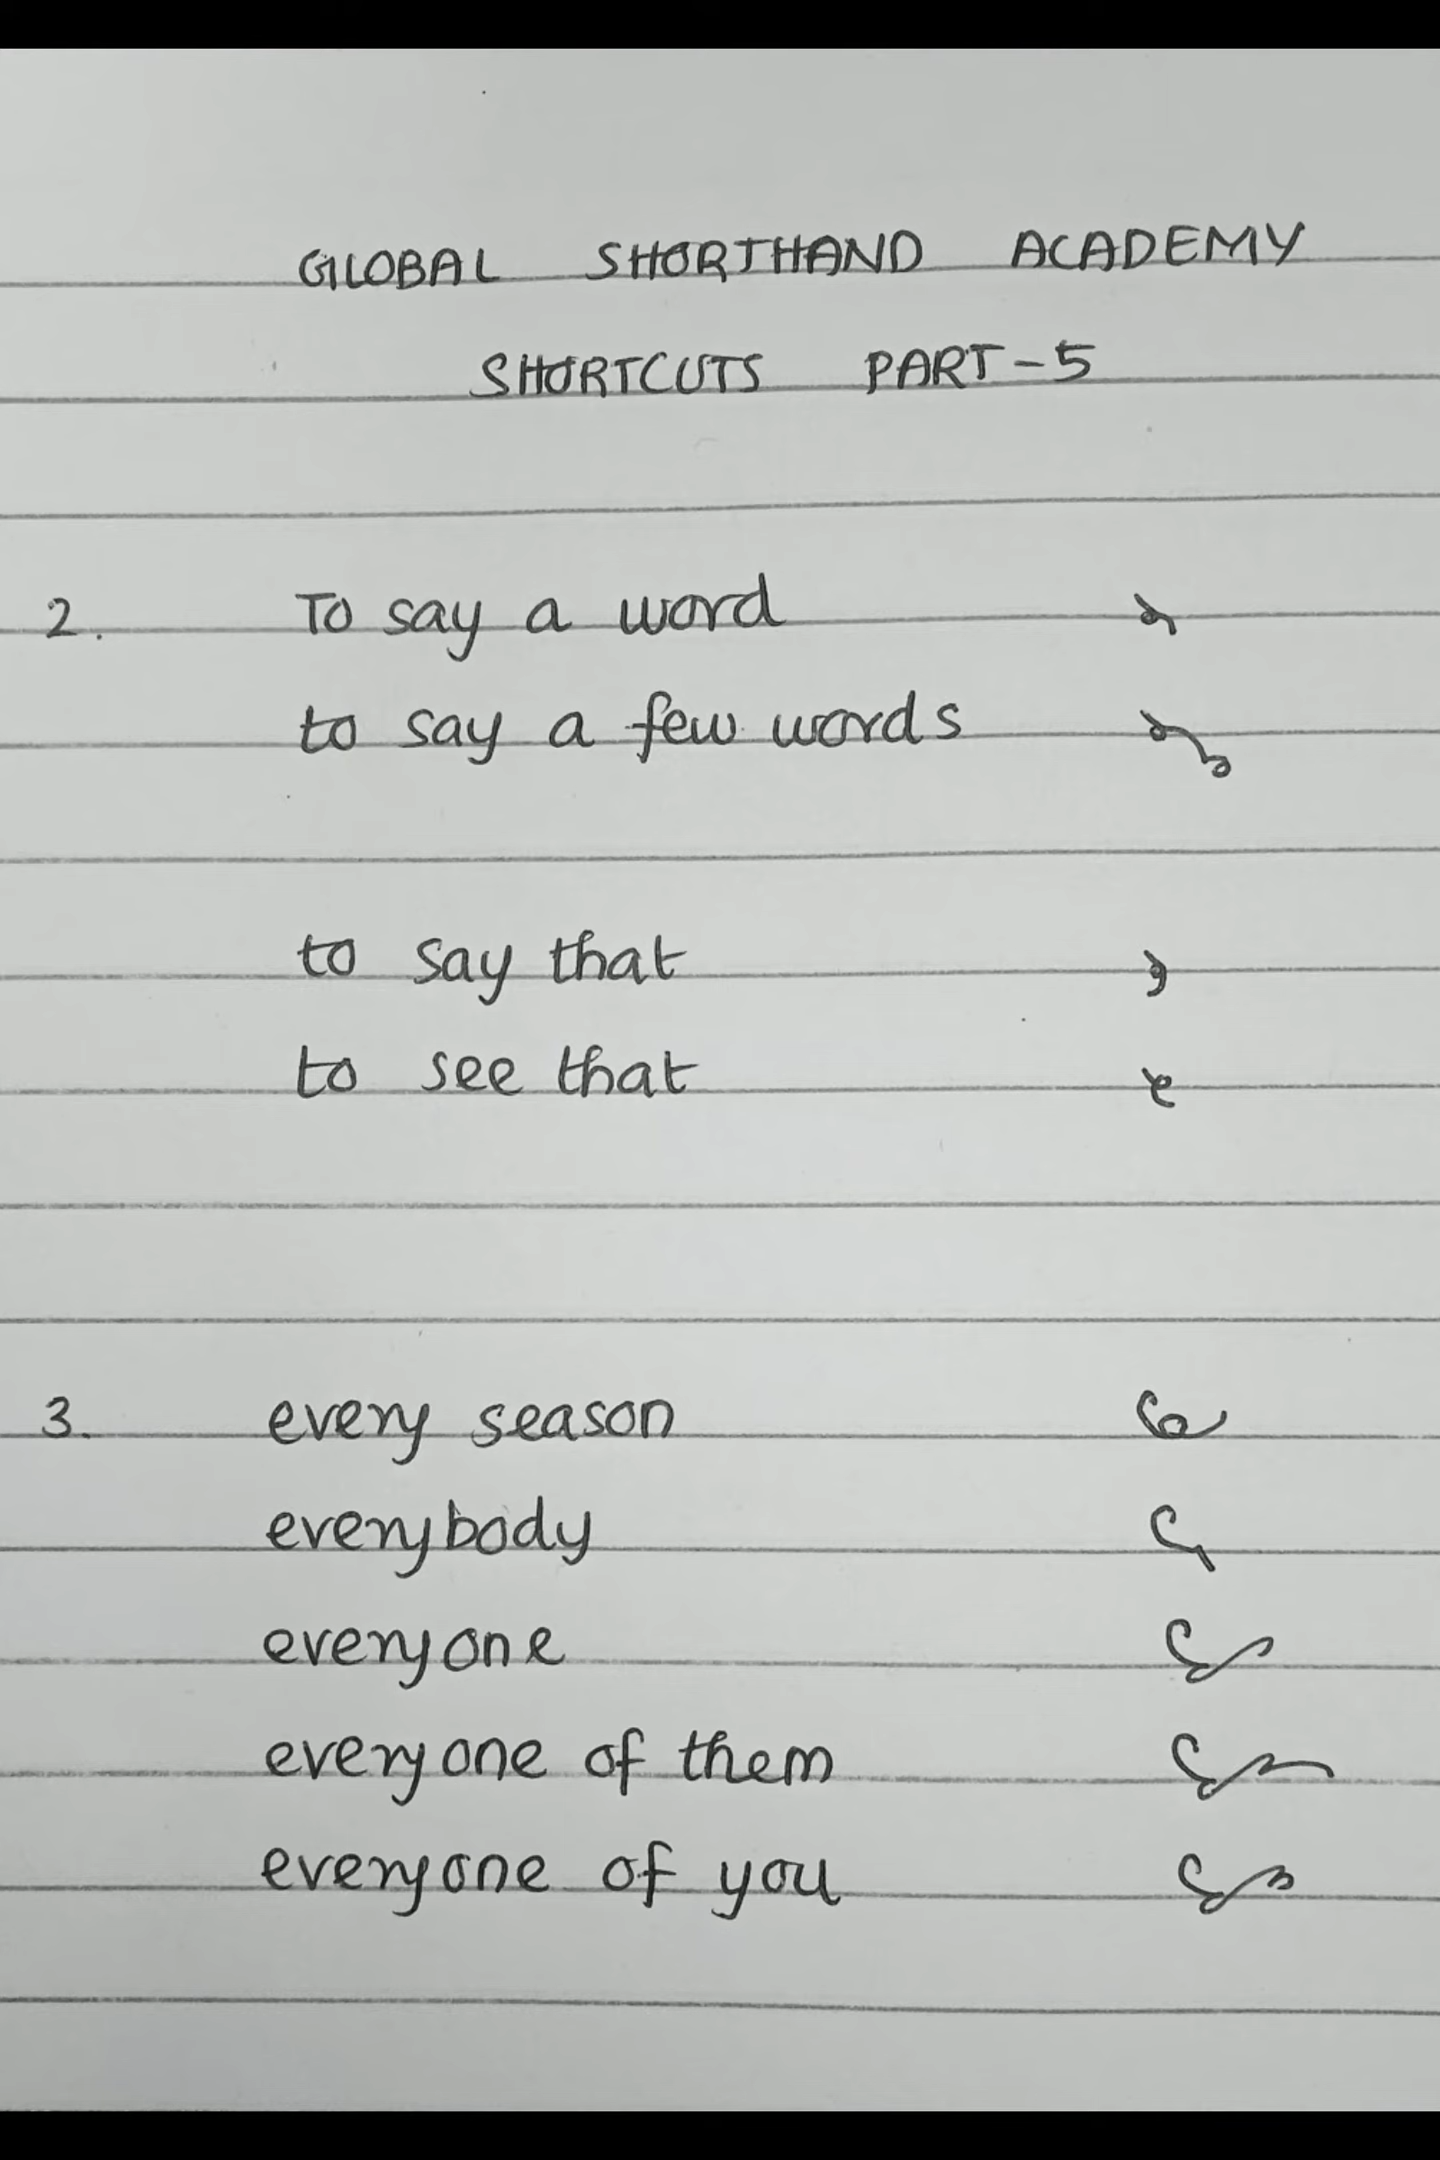 GLOBAL SHORTHAND ACADEMY
SHORTCUTS PART-5
2. To say a word
to say a few words
to say that
to see that
3. every season
everybody
everyone
everyone of them
everyone of you